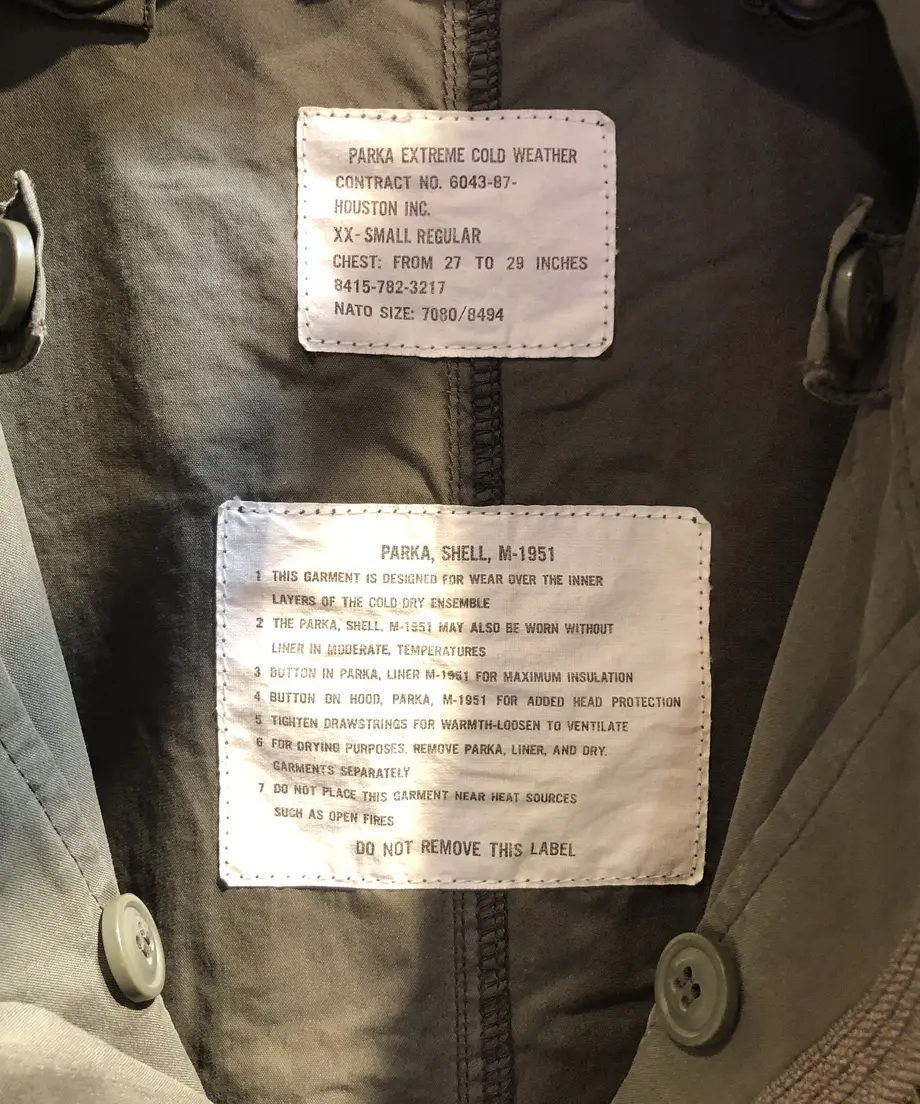 PARKA EXTREME COLD WEATHER
CONTRACT NO. 6043-87-
HOUSTON INC.
XX-SMALL REGULAR
CHEST: FROM 27 TO 29 INCHES
8415-782-3217
NATO SIZE: 7080/8494
PARKA, SHELL, M-1951
1 THIS GARMENT IS DESIGNED FOR WEAR OVER THE INNER
LAYERS OF THE COLD-DRY ENSEMBLE
2 THE PARKA, SHELL, M-1951 MAY ALSO BE WORN WITHOUT
LINER IN MODERATE, TEMPERATURES
3 BUTTON IN PARKA, LINER M-1951 FOR MAXIMUM INSULATION
4 BUTTON ON HOOD, PARKA, M-1951 FOR ADDED HEAD PROTECTION
5 TIGHTEN DRAWSTRINGS FOR WARMTH-LOOSEN TO VENTILATE
6 FOR DRYING PURPOSES, REMOVE PARKA, LINER, AND DRY.
GARMENTS SEPARATELY
7 DO NOT PLACE THIS GARMENT NEAR HEAT SOURCES
SUCH AS OPEN FIRES
DO NOT REMOVE THIS LABEL